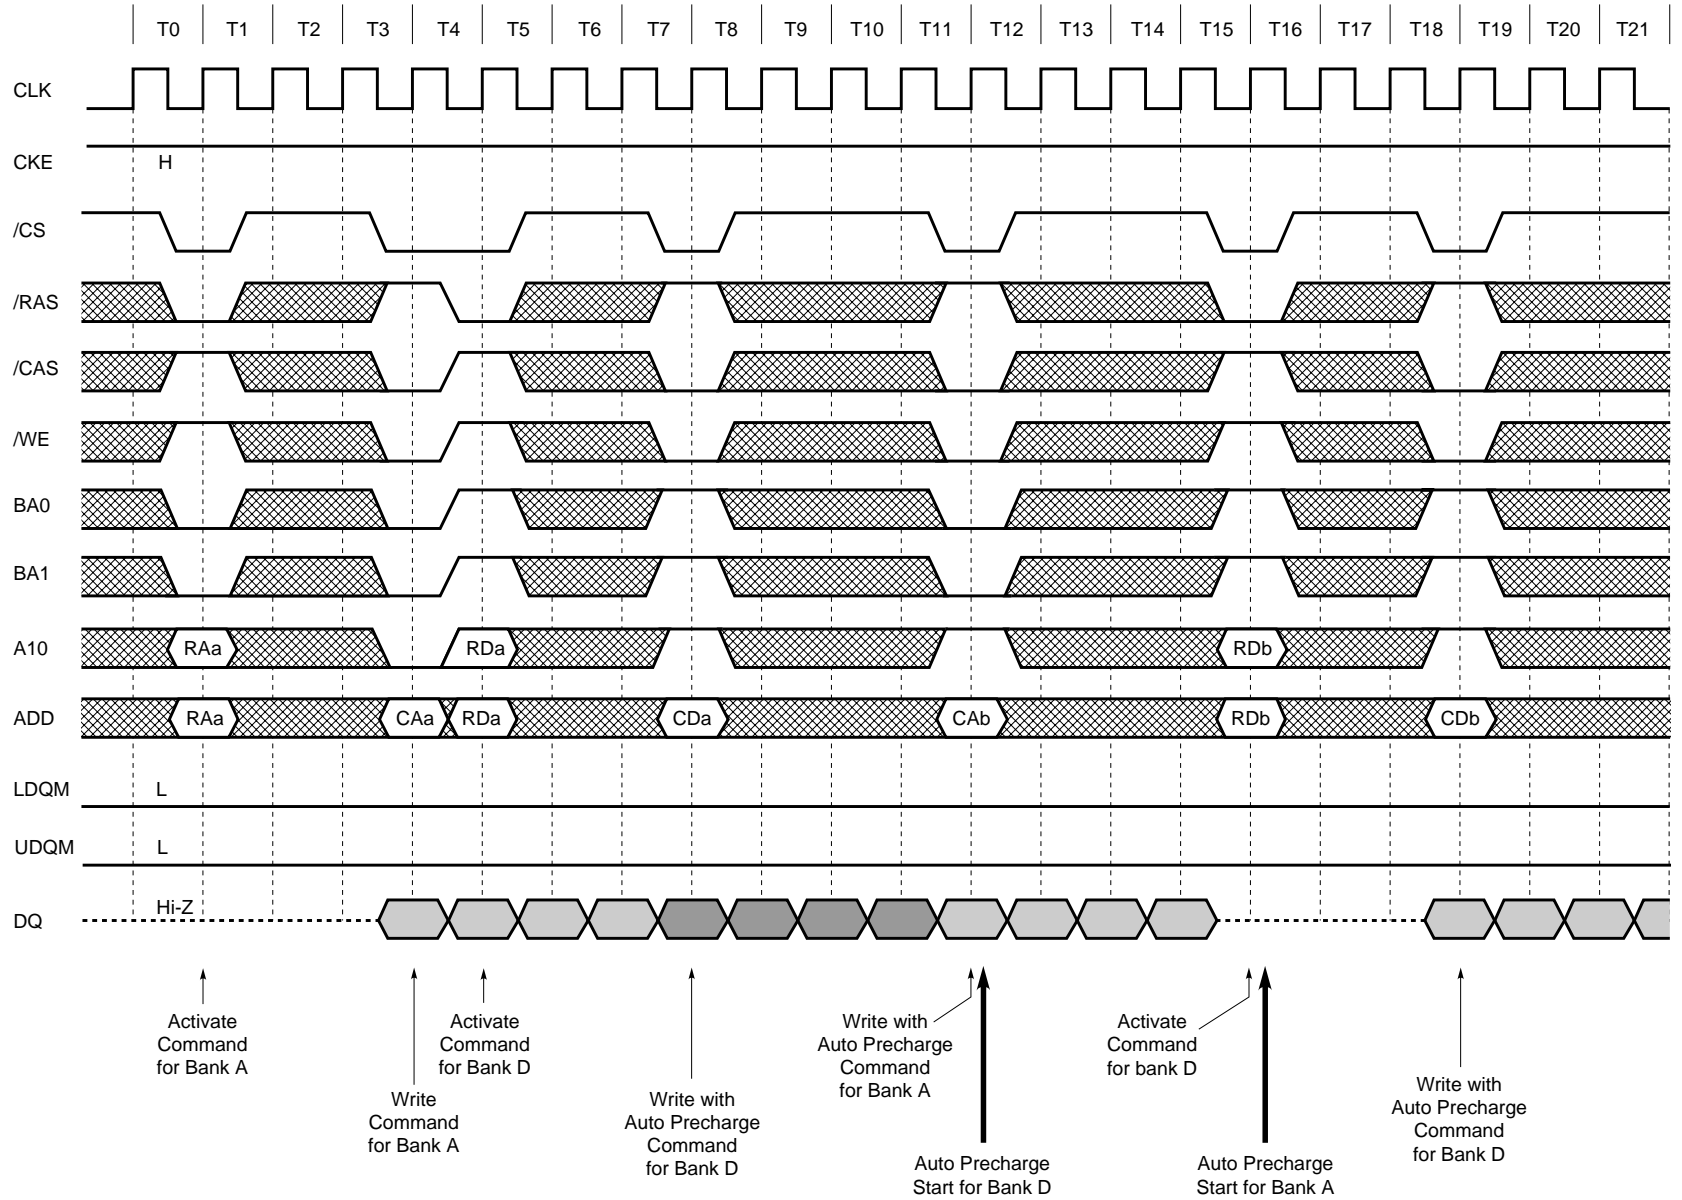 T0 T1 T2 T3 T4 T5 T6 T7 T8 T9 T10 T11 T12 T13 T14 T15 T16 T17 T18 T19 T20 T21
CLK
CKE H
/CS
/RAS
/CAS
/WE
BA0
BA1
A10 RAa RDa RDb
ADD RAa CAa RDa CDa CAb RDb CDb
LDQM L
UDQM L
DQ Hi-Z
Activate
Command
for Bank A
Write
Command
for Bank A
Activate
Command
for Bank D
Write with
Auto Precharge
Command
for Bank D
Write with
Auto Precharge
Command
for Bank A
Auto Precharge
Start for Bank D
Activate
Command
for bank D
Auto Precharge
Start for Bank A
Write with
Auto Precharge
Command
for Bank D